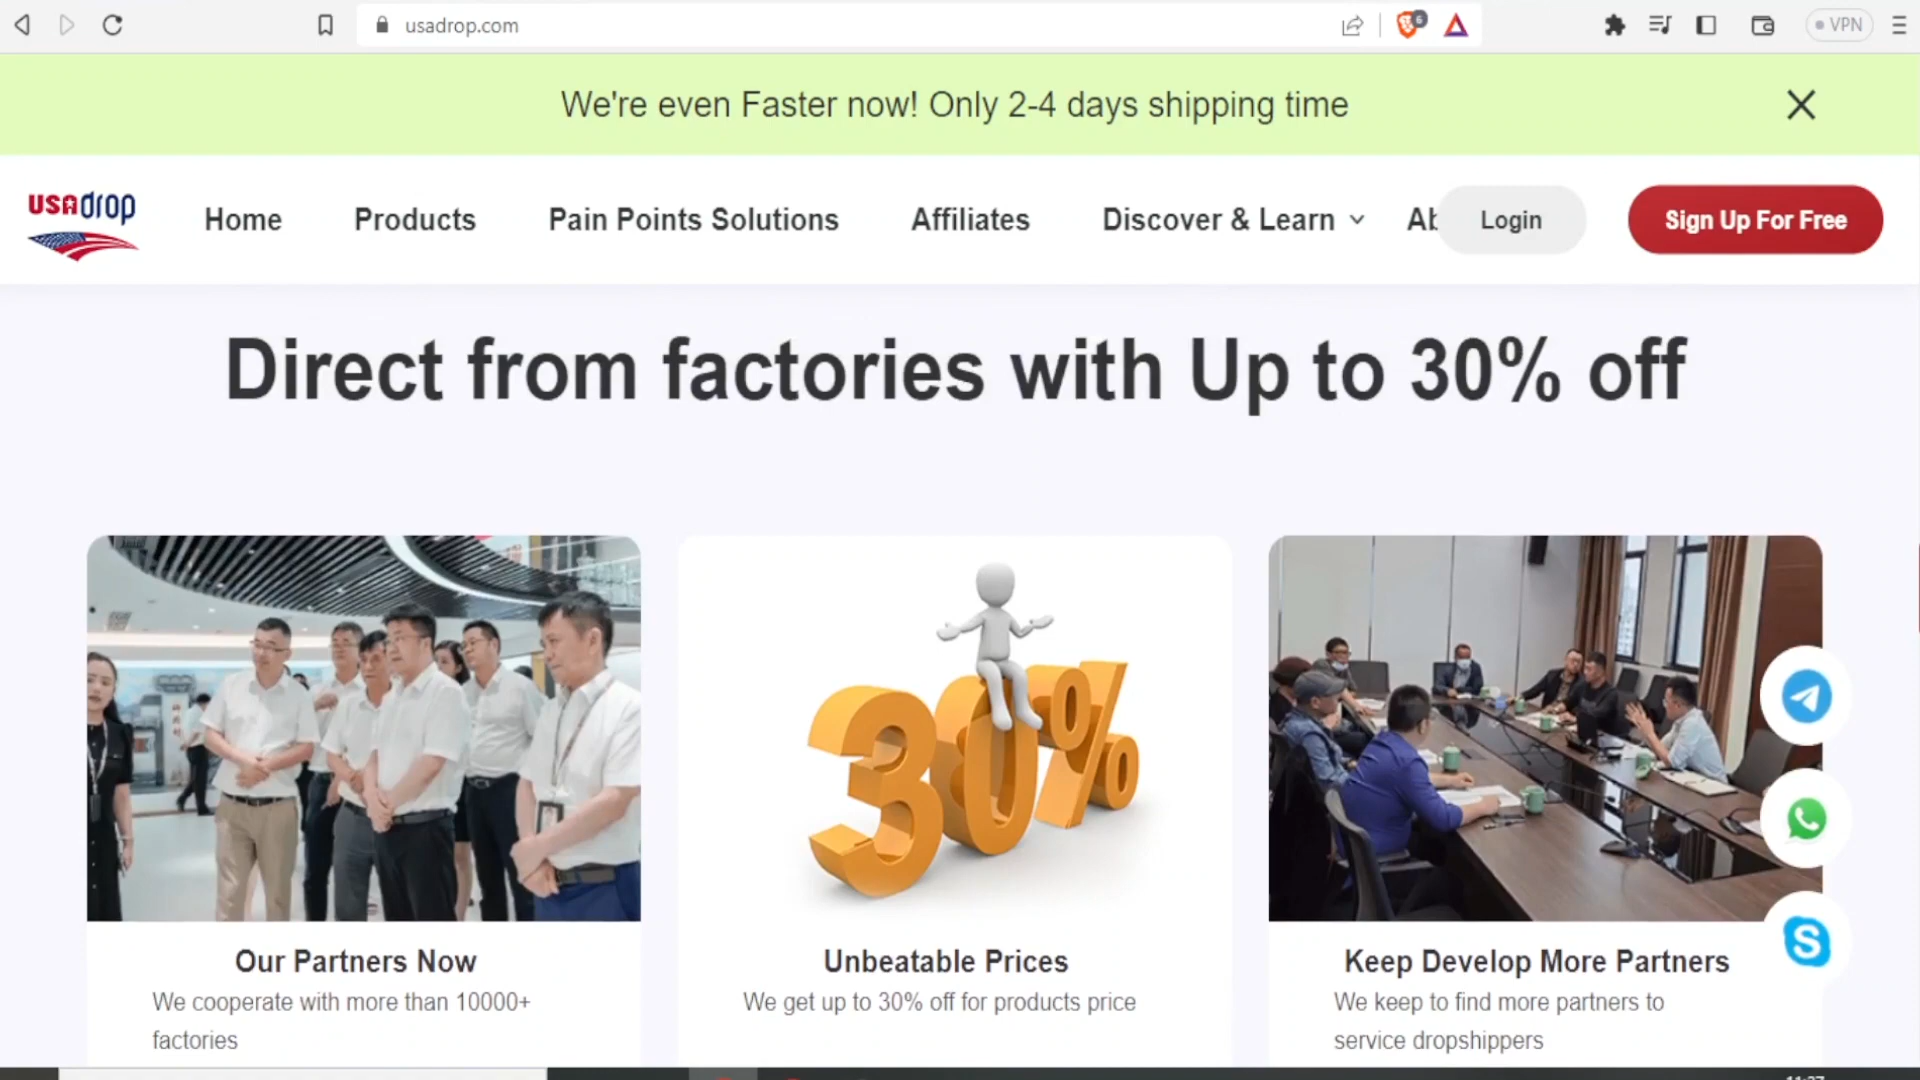 usadrop.com
6
VPN
We're even Faster now! Only 2-4 days shipping time
USAdrop
Home
Products
Pain Points Solutions
Affiliates
Discover & Learn
Ab
Login
Sign Up For Free
Direct from factories with Up to 30% off
30%
Our Partners Now
We cooperate with more than 10000+
factories
Unbeatable Prices
We get up to 30% off for products price
Keep Develop More Partners
We keep to find more partners to
service dropshippers